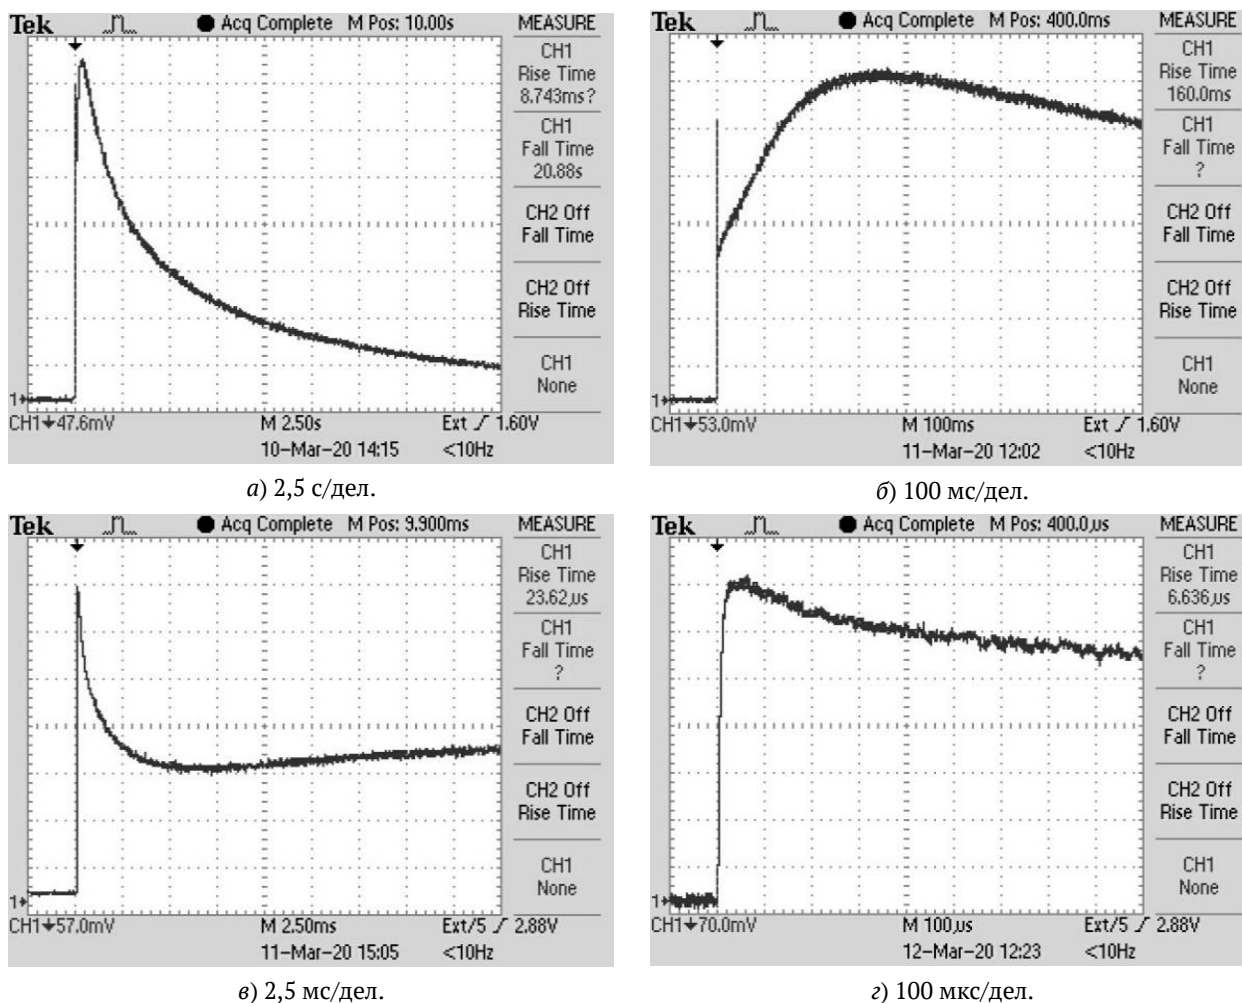 Tek Acq Complete M Pos: 10.00s MEASURE
CH1
Rise Time
8.743ms?
CH1
Fall Time
20.88s
CH2 Off
Fall Time
CH2 Off
Rise Time
CH1
None
1
CH1 47.6mV M 2.50s Ext 1.60V
10-Mar-20 14:15 <10Hz
а) 2,5 с/дел.
Tek Acq Complete M Pos: 400.0ms MEASURE
CH1
Rise Time
160.0ms
CH1
Fall Time
?
CH2 Off
Fall Time
CH2 Off
Rise Time
CH1
None
1
CH1 53.0mV M 100ms Ext 1.60V
11-Mar-20 12:02 <10Hz
б) 100 мс/дел.
Tek Acq Complete M Pos: 9.900ms MEASURE
CH1
Rise Time
23.62µs
CH1
Fall Time
?
CH2 Off
Fall Time
CH2 Off
Rise Time
CH1
None
1
CH1 57.0mV M 2.50ms Ext/5 2.88V
11-Mar-20 15:05 <10Hz
в) 2,5 мс/дел.
Tek Acq Complete M Pos: 400.0µs MEASURE
CH1
Rise Time
6.636µs
CH1
Fall Time
?
CH2 Off
Fall Time
CH2 Off
Rise Time
CH1
None
1
CH1 70.0mV M 100µs Ext/5 2.88V
12-Mar-20 12:23 <10Hz
г) 100 мкс/дел.